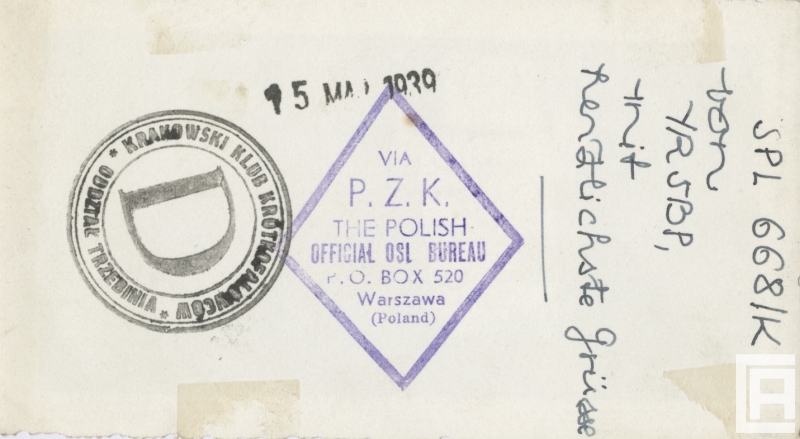 15 MAJ 1939
KRAKOWSKI KLUB KRÓTKOFALOWCÓW
* ODDZIAŁ TRZEBINIA *
D
VIA
P. Z. K.
THE POLISH
OFFICIAL QSL BUREAU
P.O. BOX 520
Warszawa
(Poland)
SPL 668/K
von
YR5BP,
mit
herzlichste Grüsse
CA